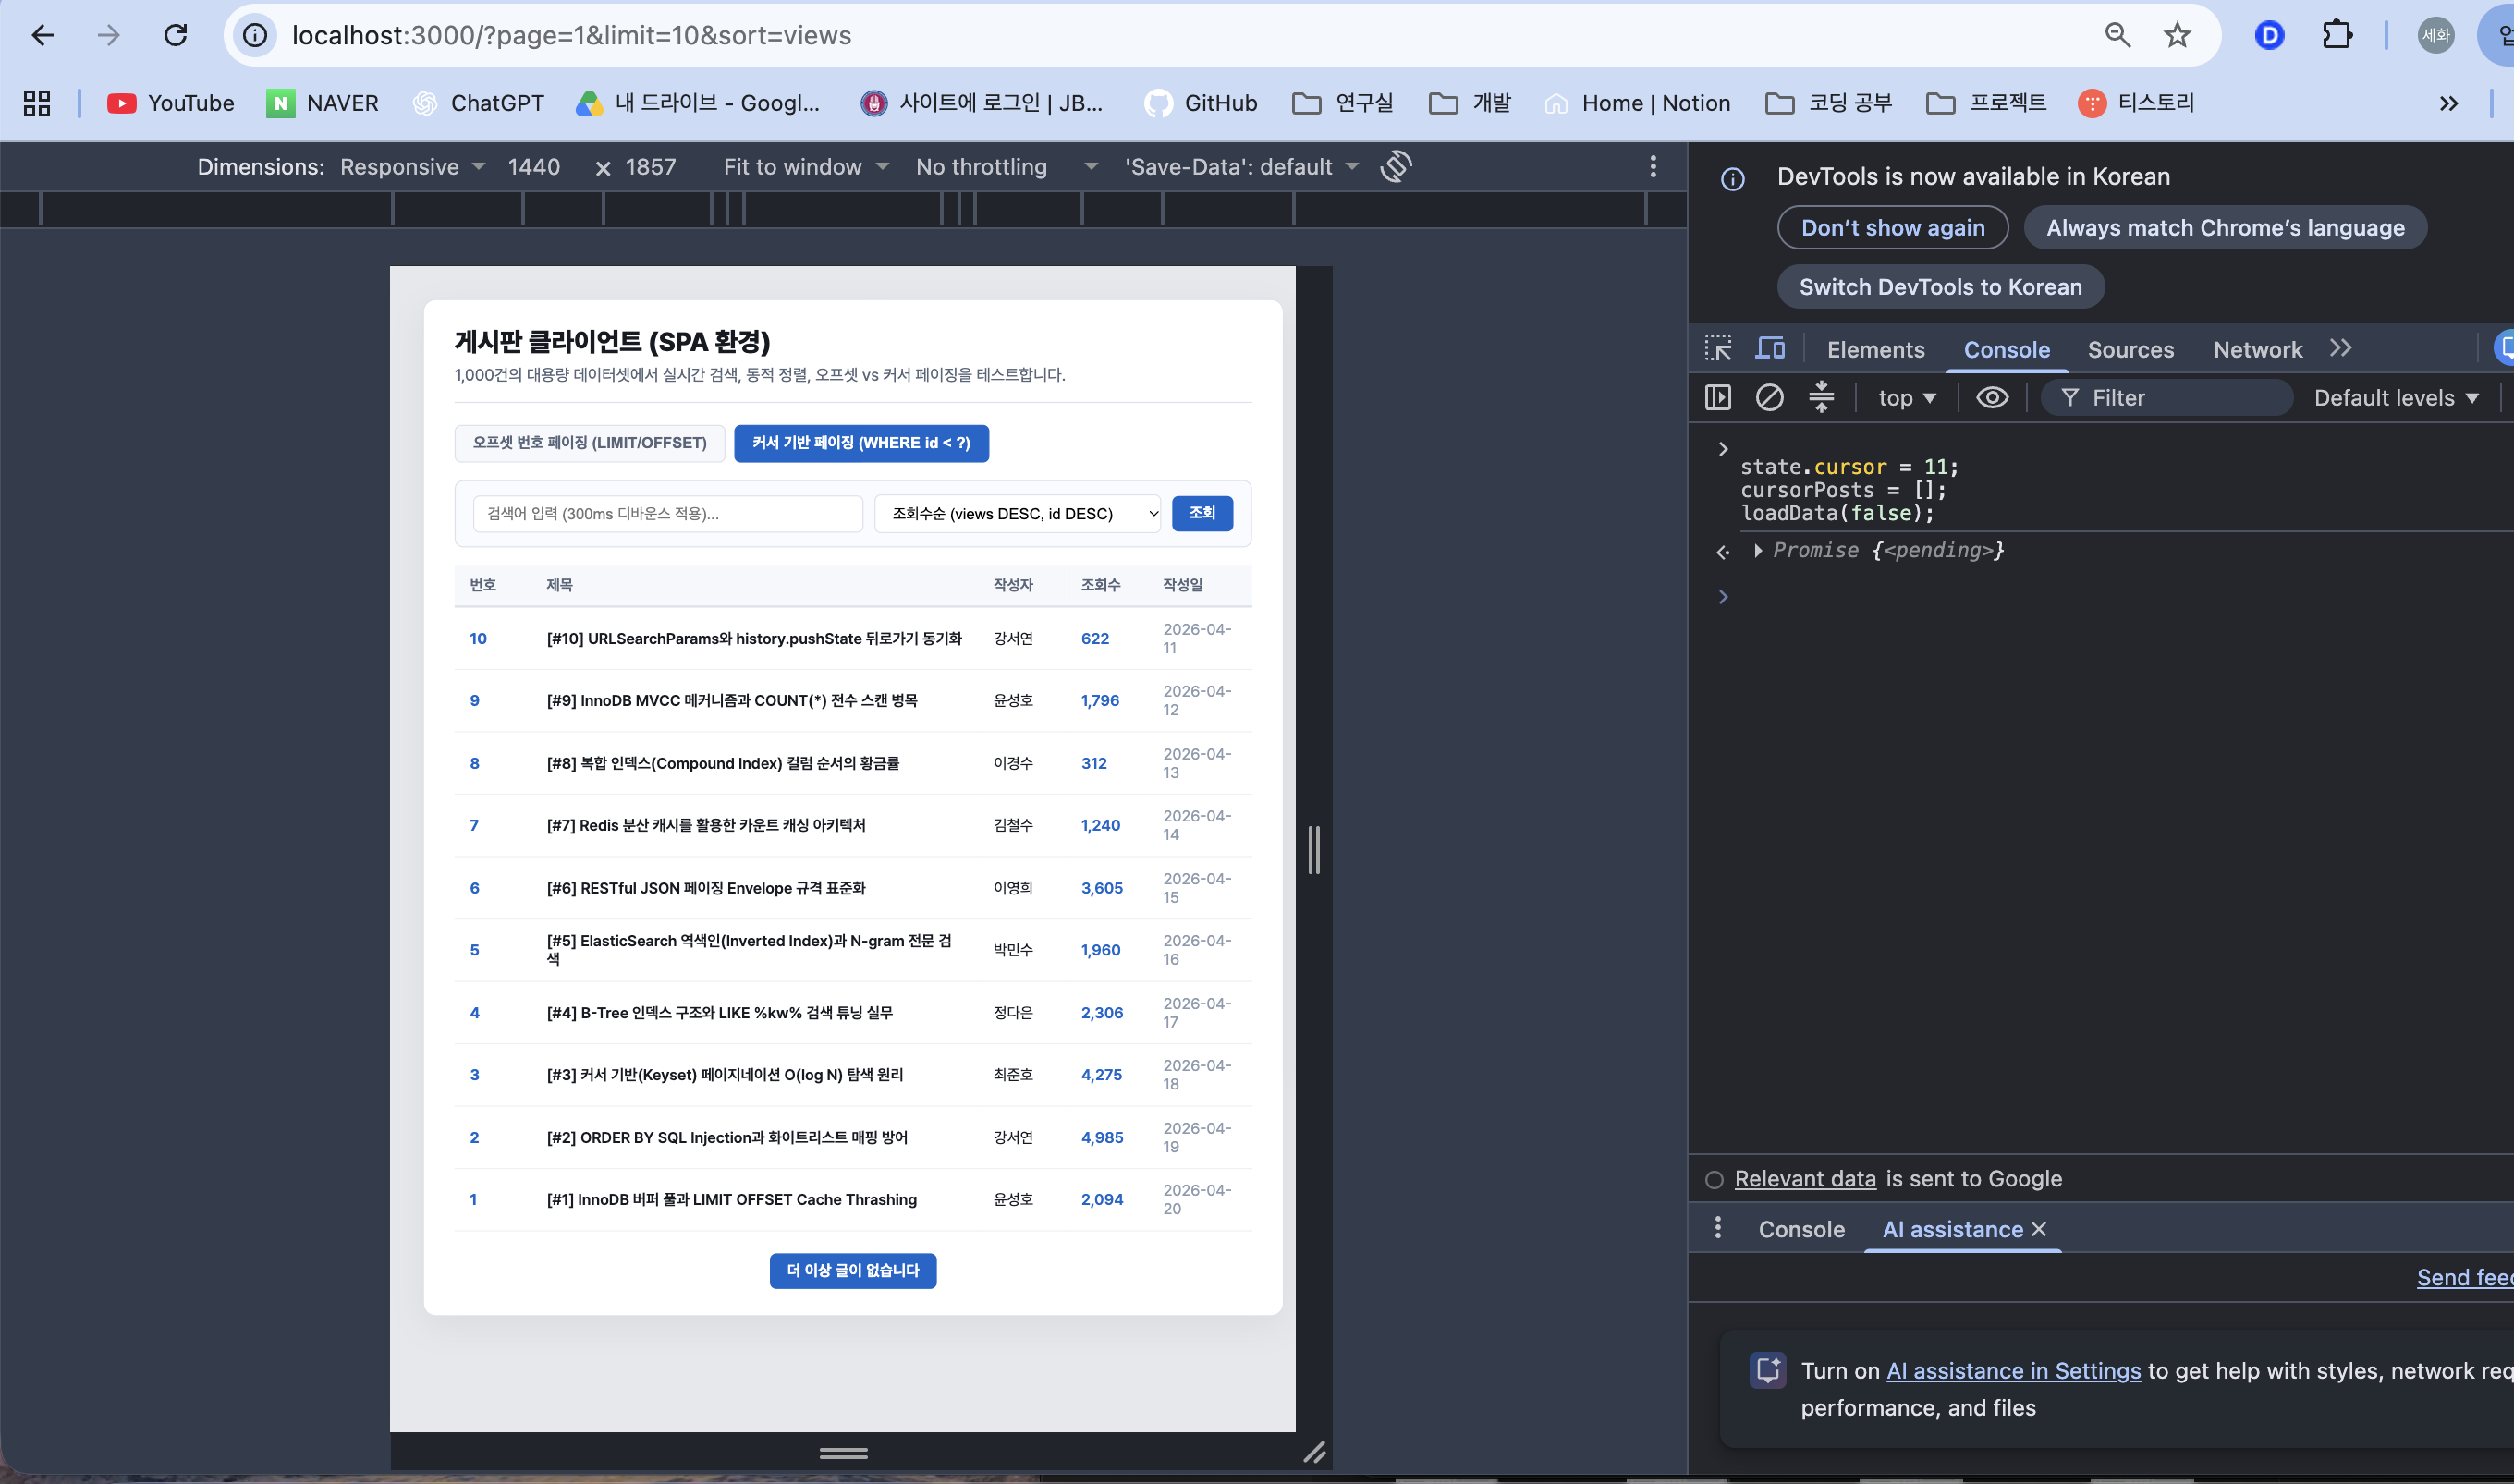 localhost:3000/?page=1&limit=10&sort=views
세화
YouTube
NAVER
ChatGPT
내 드라이브 - Googl...
사이트에 로그인 | JB...
GitHub
연구실
개발
Home | Notion
코딩 공부
프로젝트
티스토리
Dimensions: Responsive 1440 × 1857 Fit to window No throttling 'Save-Data': default
DevTools is now available in Korean
Don't show again
Always match Chrome's language
Switch DevTools to Korean
Elements Console Sources Network
top Filter Default levels
state.cursor = 11;
cursorPosts = [];
loadData(false);
Promise {<pending>}
게시판 클라이언트 (SPA 환경)
1,000건의 대용량 데이터셋에서 실시간 검색, 동적 정렬, 오프셋 vs 커서 페이징을 테스트합니다.
오프셋 번호 페이징 (LIMIT/OFFSET)
커서 기반 페이징 (WHERE id < ?)
검색어 입력 (300ms 디바운스 적용)...
조회수순 (views DESC, id DESC)
조회
번호 제목 작성자 조회수 작성일
10 [#10] URLSearchParams와 history.pushState 뒤로가기 동기화 강서연 622 2026-04-
11
9 [#9] InnoDB MVCC 메커니즘과 COUNT(*) 전수 스캔 병목 윤성호 1,796 2026-04-
12
8 [#8] 복합 인덱스(Compound Index) 컬럼 순서의 황금률 이경수 312 2026-04-
13
7 [#7] Redis 분산 캐시를 활용한 카운트 캐싱 아키텍처 김철수 1,240 2026-04-
14
6 [#6] RESTful JSON 페이징 Envelope 규격 표준화 이영희 3,605 2026-04-
15
5 [#5] ElasticSearch 역색인(Inverted Index)과 N-gram 전문 검
색 박민수 1,960 2026-04-
16
4 [#4] B-Tree 인덱스 구조와 LIKE %kw% 검색 튜닝 실무 정다은 2,306 2026-04-
17
3 [#3] 커서 기반(Keyset) 페이지네이션 O(log N) 탐색 원리 최준호 4,275 2026-04-
18
2 [#2] ORDER BY SQL Injection과 화이트리스트 매핑 방어 강서연 4,985 2026-04-
19
1 [#1] InnoDB 버퍼 풀과 LIMIT OFFSET Cache Thrashing 윤성호 2,094 2026-04-
20
더 이상 글이 없습니다
Relevant data is sent to Google
Console AI assistance
Send feed
Turn on AI assistance in Settings to get help with styles, network req
performance, and files